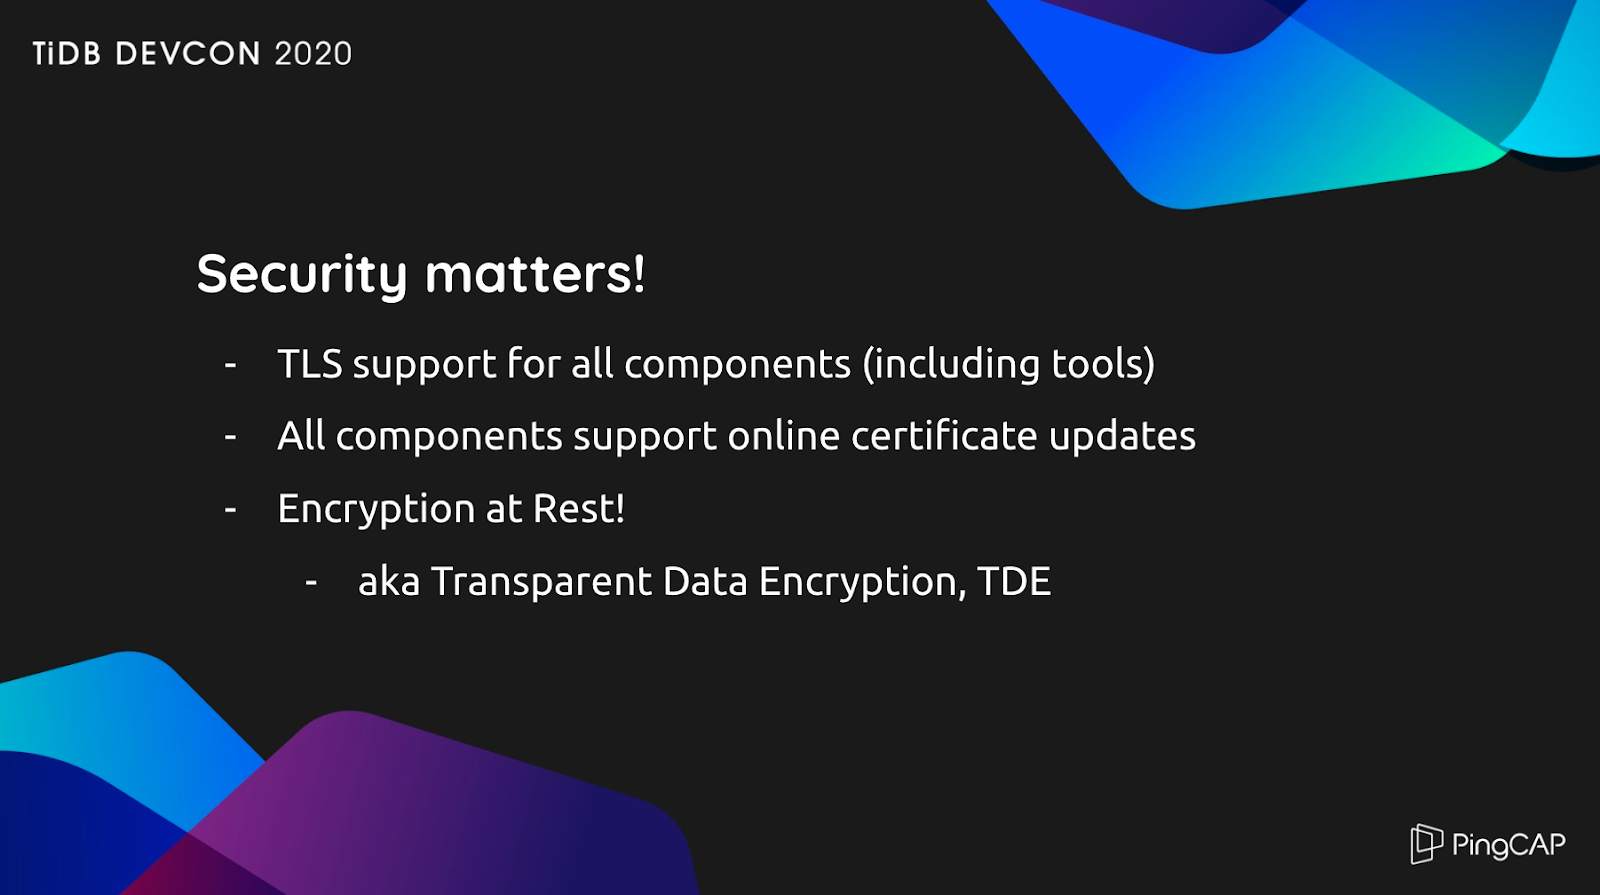 TiDB DEVCON 2020
Security matters!
- TLS support for all components (including tools)
- All components support online certificate updates
- Encryption at Rest!
- aka Transparent Data Encryption, TDE
PingCAP